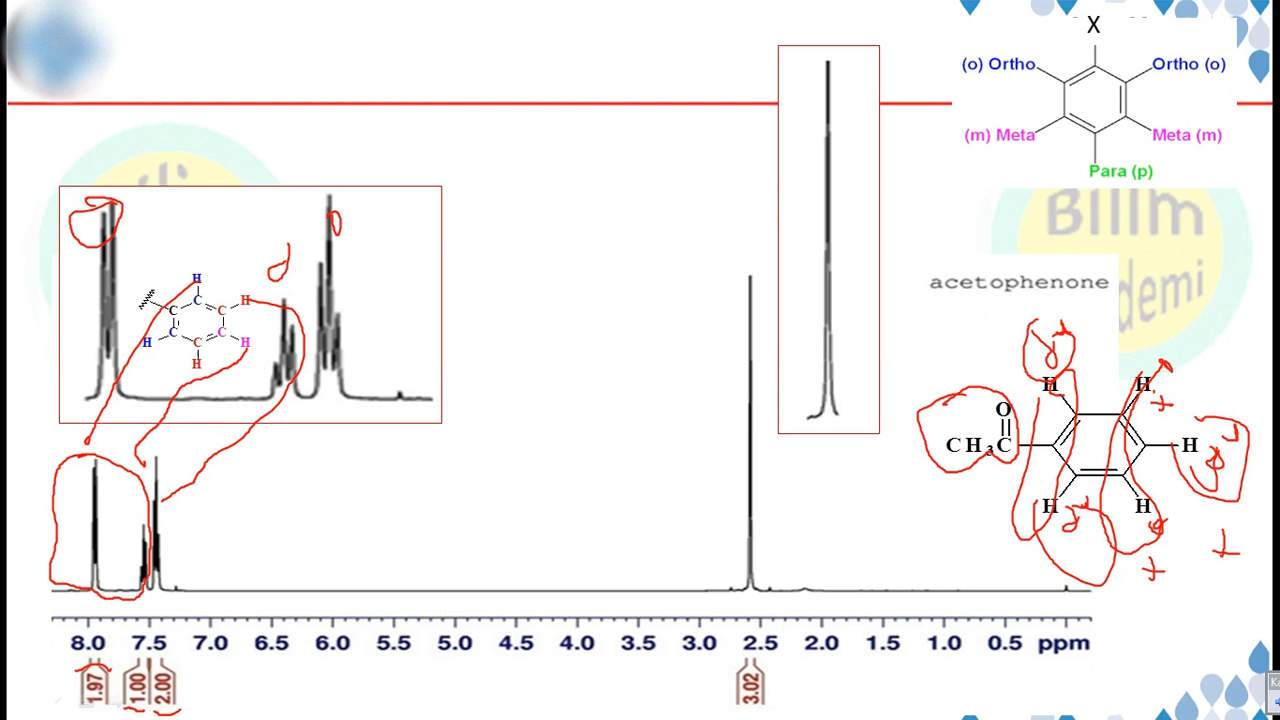 X
(o) Ortho
Ortho (o)
(m) Meta
Meta (m)
Para (p)
Bilim
demi
acetophenone
H
C
C
H
C
C
H
C
H
C
H
H
H
O
CH₃C
H
H
H
8.0 7.5 7.0 6.5 6.0 5.5 5.0 4.5 4.0 3.5 3.0 2.5 2.0 1.5 1.0 0.5 ppm
1.97
1.00
2.00
3.02